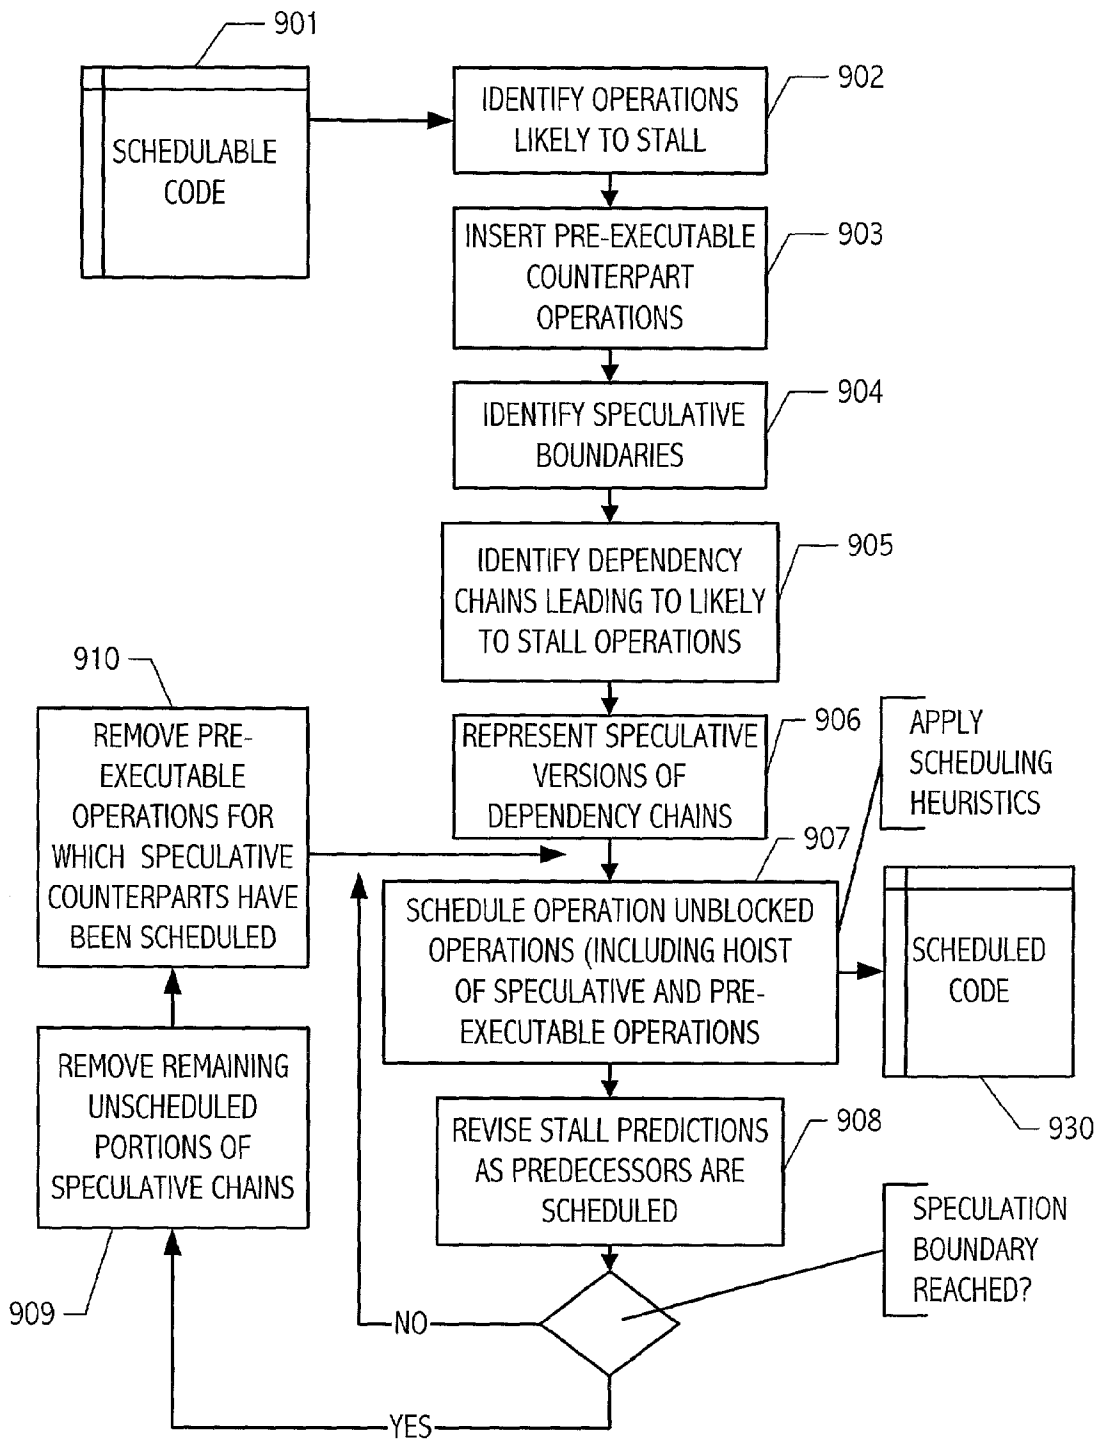 901
SCHEDULABLE
CODE
902
IDENTIFY OPERATIONS
LIKELY TO STALL
903
INSERT PRE-EXECUTABLE
COUNTERPART
OPERATIONS
904
IDENTIFY SPECULATIVE
BOUNDARIES
905
IDENTIFY DEPENDENCY
CHAINS LEADING TO LIKELY
TO STALL OPERATIONS
906
REPRESENT SPECULATIVE
VERSIONS OF
DEPENDENCY CHAINS
APPLY
SCHEDULING
HEURISTICS
907
SCHEDULE OPERATION UNBLOCKED
OPERATIONS (INCLUDING HOIST
OF SPECULATIVE AND PRE-
EXECUTABLE OPERATIONS
SCHEDULED
CODE
930
908
REVISE STALL PREDICTIONS
AS PREDECESSORS ARE
SCHEDULED
SPECULATION
BOUNDARY
REACHED?
NO
YES
909
REMOVE REMAINING
UNSCHEDULED
PORTIONS OF
SPECULATIVE CHAINS
910
REMOVE PRE-
EXECUTABLE
OPERATIONS FOR
WHICH SPECULATIVE
COUNTERPARTS HAVE
BEEN SCHEDULED